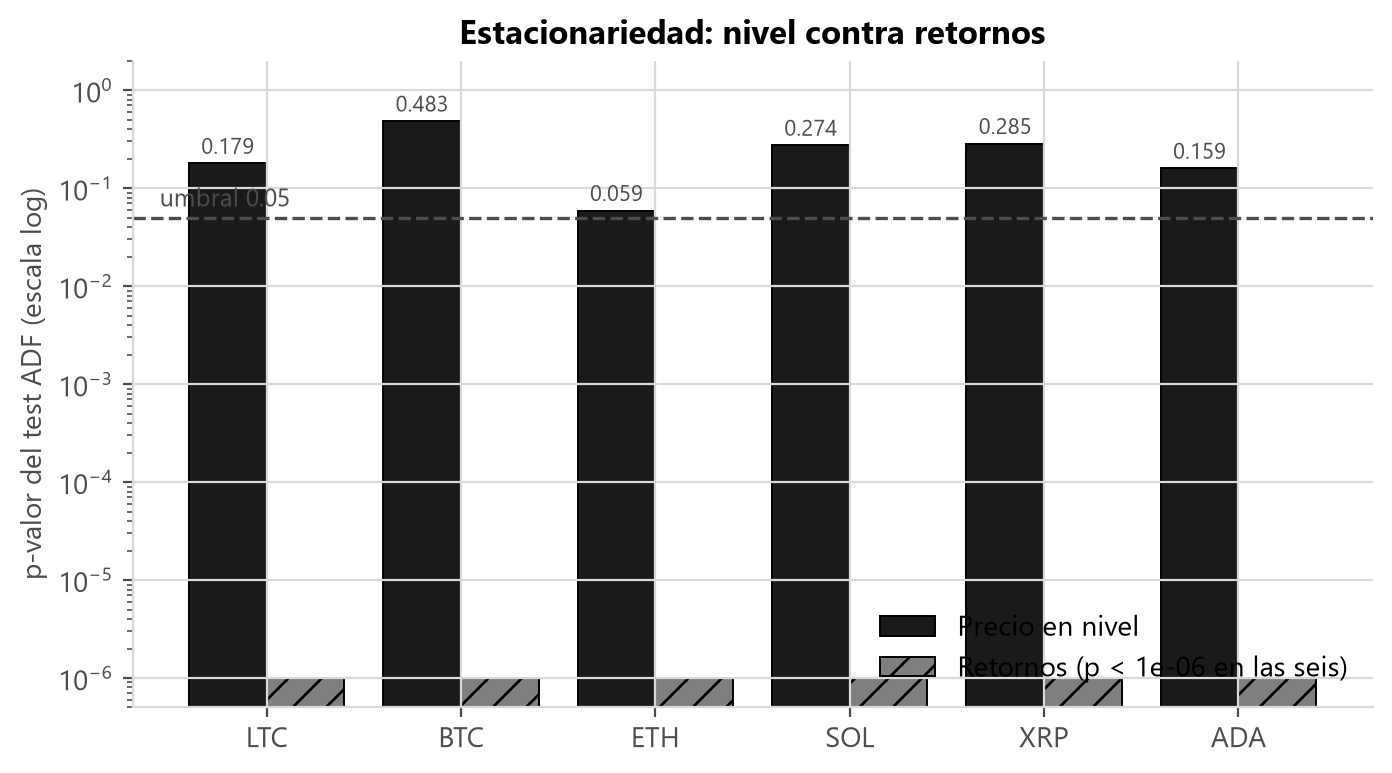 Estacionariedad: nivel contra retornos
p-valor del test ADF (escala log)
10⁰
10⁻¹
10⁻²
10⁻³
10⁻⁴
10⁻⁵
10⁻⁶
0.179
0.483
0.059
0.274
0.285
0.159
umbral 0.05
Precio en nivel
Retornos (p < 1e-06 en las seis)
LTC
BTC
ETH
SOL
XRP
ADA